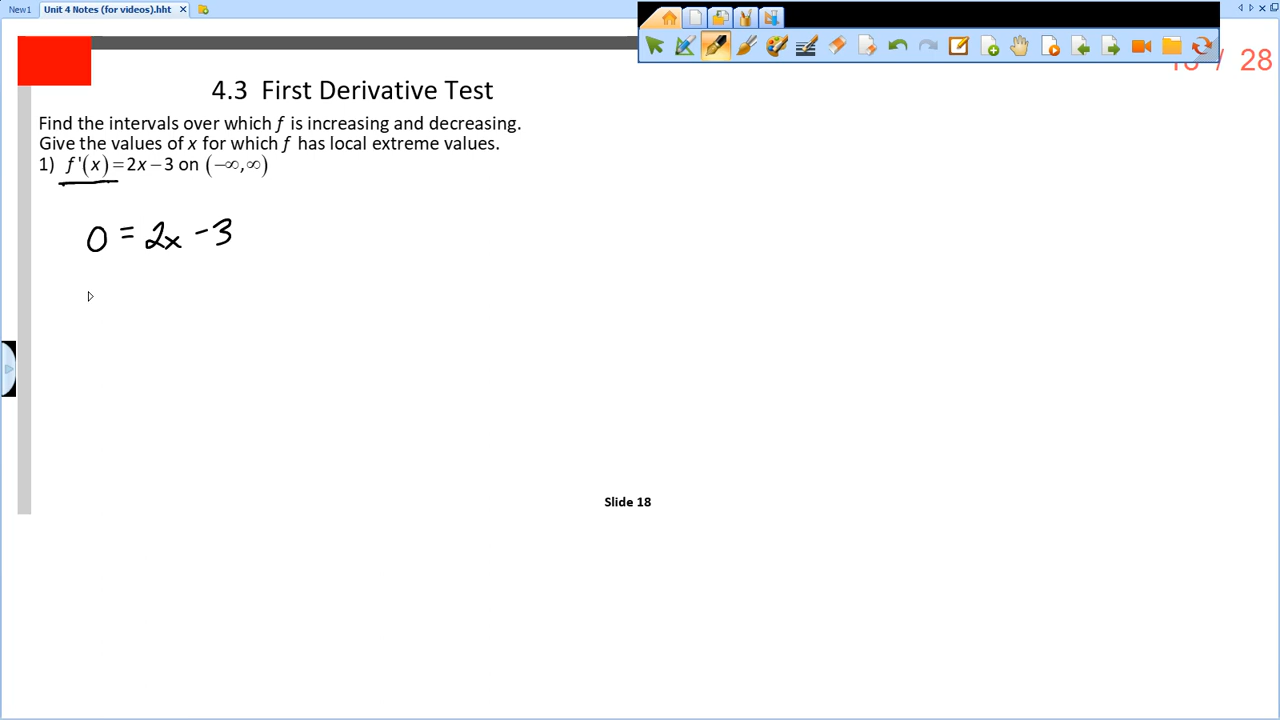 New1 Unit 4 Notes (for videos).hht
/ 28
4.3 First Derivative Test
Find the intervals over which f is increasing and decreasing.
Give the values of x for which f has local extreme values.
1) f'(x)=2x−3 on (−∞,∞)
0 = 2x -3
Slide 18